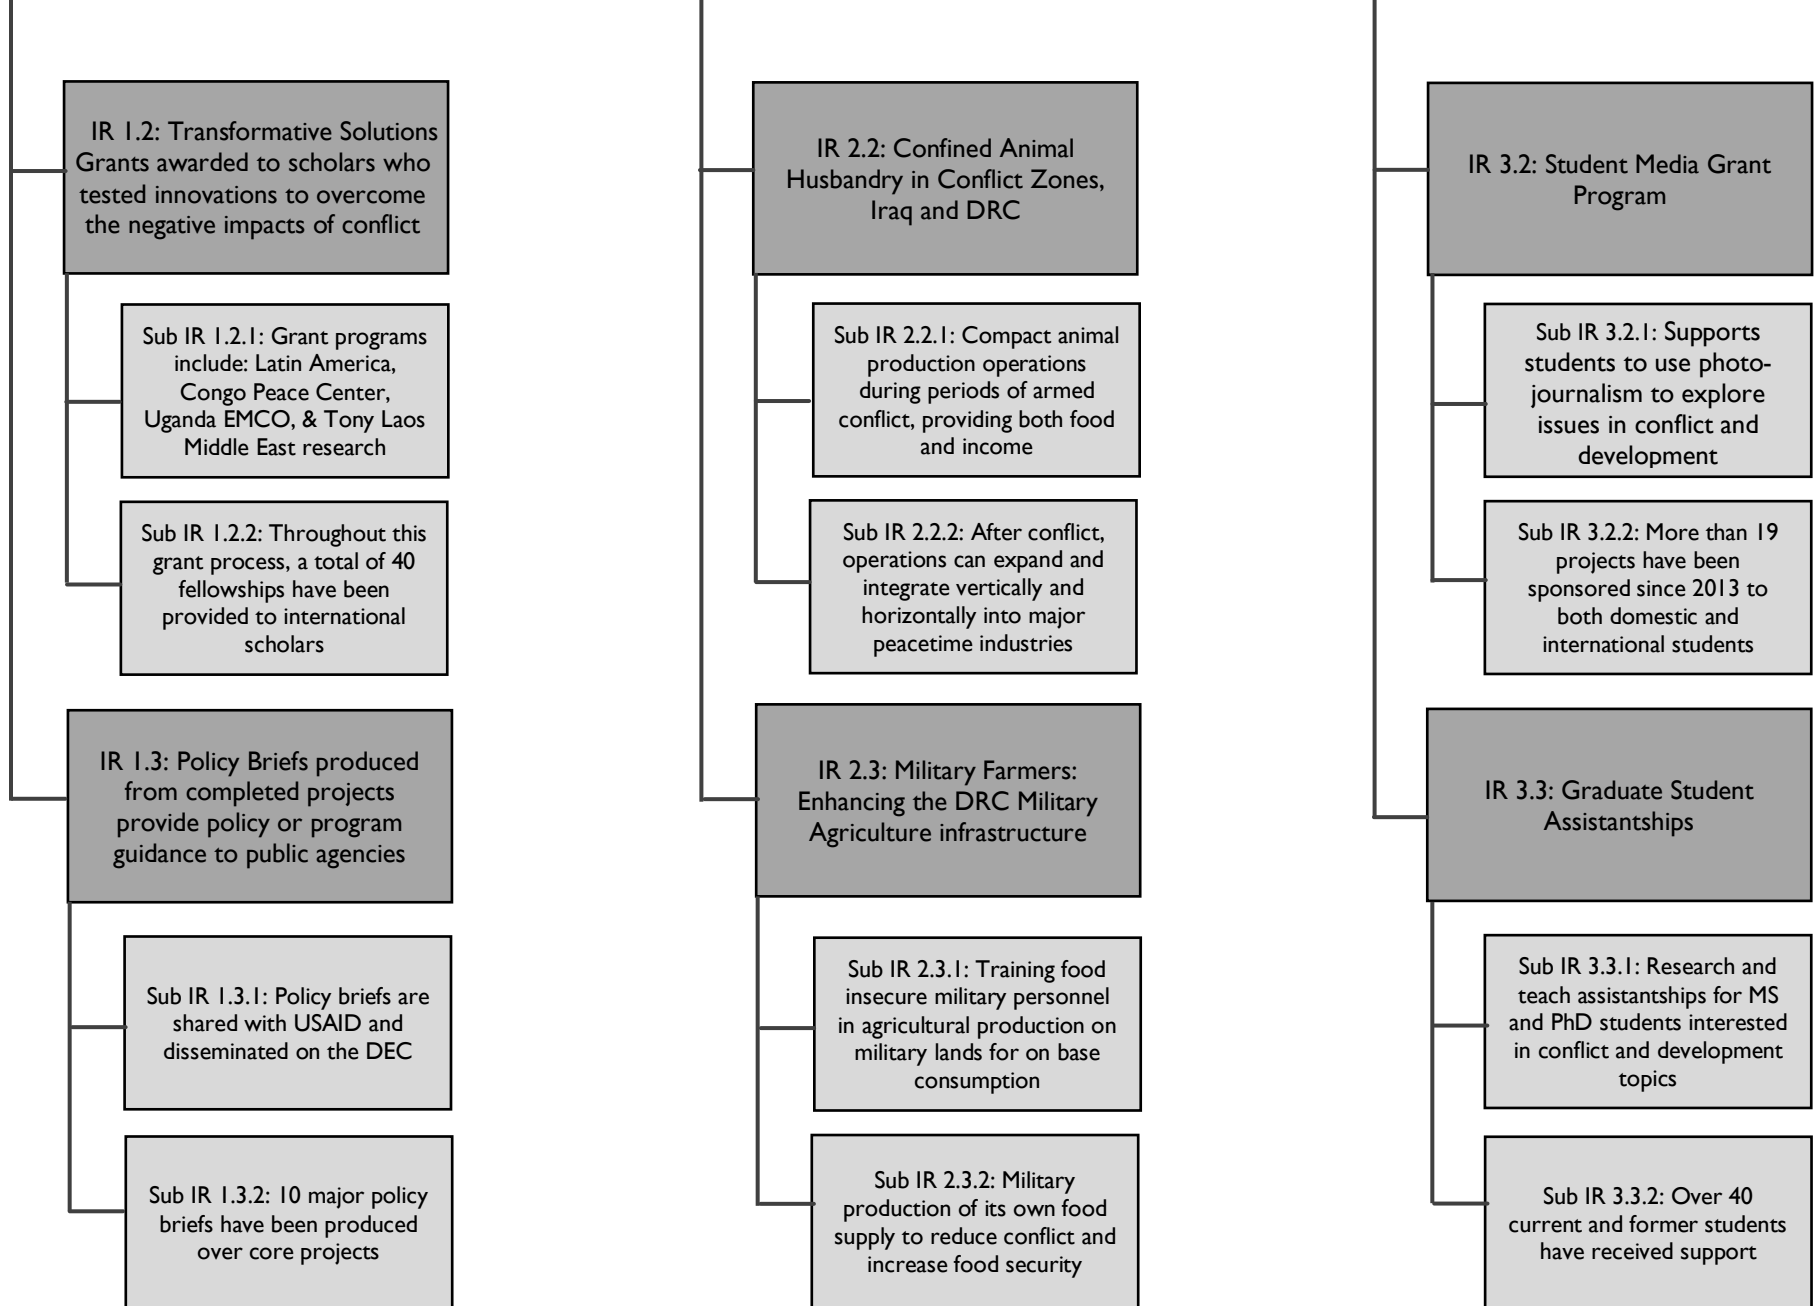 IR 1.2: Transformative Solutions
Grants awarded to scholars who
tested innovations to overcome
the negative impacts of conflict
Sub IR 1.2.1: Grant programs
include: Latin America,
Congo Peace Center,
Uganda EMCO, & Tony Laos
Middle East research
Sub IR 1.2.2: Throughout this
grant process, a total of 40
fellowships have been
provided to international
scholars
IR 1.3: Policy Briefs produced
from completed projects
provide policy or program
guidance to public agencies
Sub IR 1.3.1: Policy briefs are
shared with USAID and
disseminated on the DEC
Sub IR 1.3.2: 10 major policy
briefs have been produced
over core projects
IR 2.2: Confined Animal
Husbandry in Conflict Zones,
Iraq and DRC
Sub IR 2.2.1: Compact animal
production operations
during periods of armed
conflict, providing both food
and income
Sub IR 2.2.2: After conflict,
operations can expand and
integrate vertically and
horizontally into major
peacetime industries
IR 2.3: Military Farmers:
Enhancing the DRC Military
Agriculture infrastructure
Sub IR 2.3.1: Training food
insecure military personnel
in agricultural production on
military lands for on base
consumption
Sub IR 2.3.2: Military
production of its own food
supply to reduce conflict and
increase food security
IR 3.2: Student Media Grant
Program
Sub IR 3.2.1: Supports
students to use photo-
journalism to explore
issues in conflict and
development
Sub IR 3.2.2: More than 19
projects have been
sponsored since 2013 to
both domestic and
international students
IR 3.3: Graduate Student
Assistantships
Sub IR 3.3.1: Research and
teach assistantships for MS
and PhD students interested
in conflict and development
topics
Sub IR 3.3.2: Over 40
current and former students
have received support